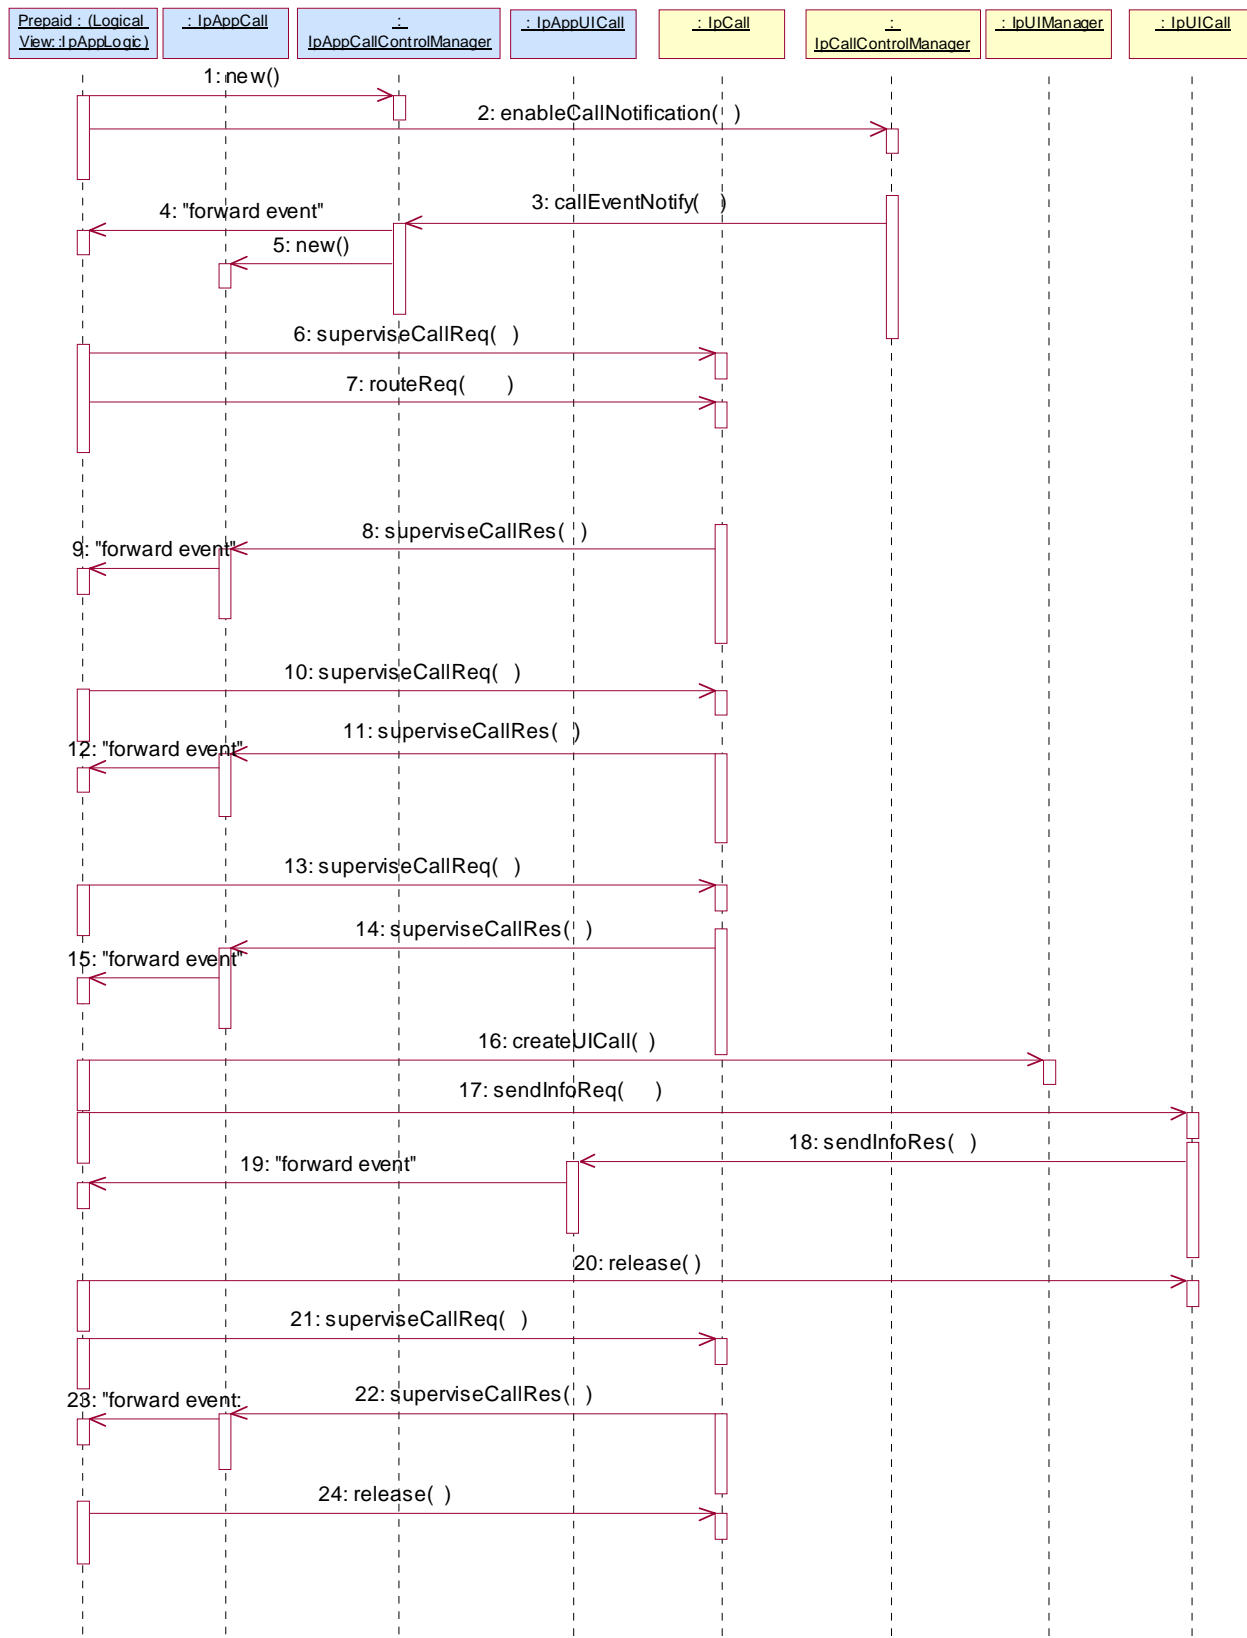 Prepaid : (Logical
View::IpAppLogic)
: IpAppCall
:
IpAppCallControlManager
: IpAppUICall
: IpCall
:
IpCallControlManager
: IpUIManager
: IpUICall
1: new()
2: enableCallNotification( )
3: callEventNotify( )
4: "forward event"
5: new()
6: superviseCallReq( )
7: routeReq( )
8: superviseCallRes( )
9: "forward event"
10: superviseCallReq( )
11: superviseCallRes( )
12: "forward event"
13: superviseCallReq( )
14: superviseCallRes( )
15: "forward event"
16: createUICall( )
17: sendInfoReq( )
18: sendInfoRes( )
19: "forward event"
20: release( )
21: superviseCallReq( )
22: superviseCallRes( )
23: "forward event:
24: release( )